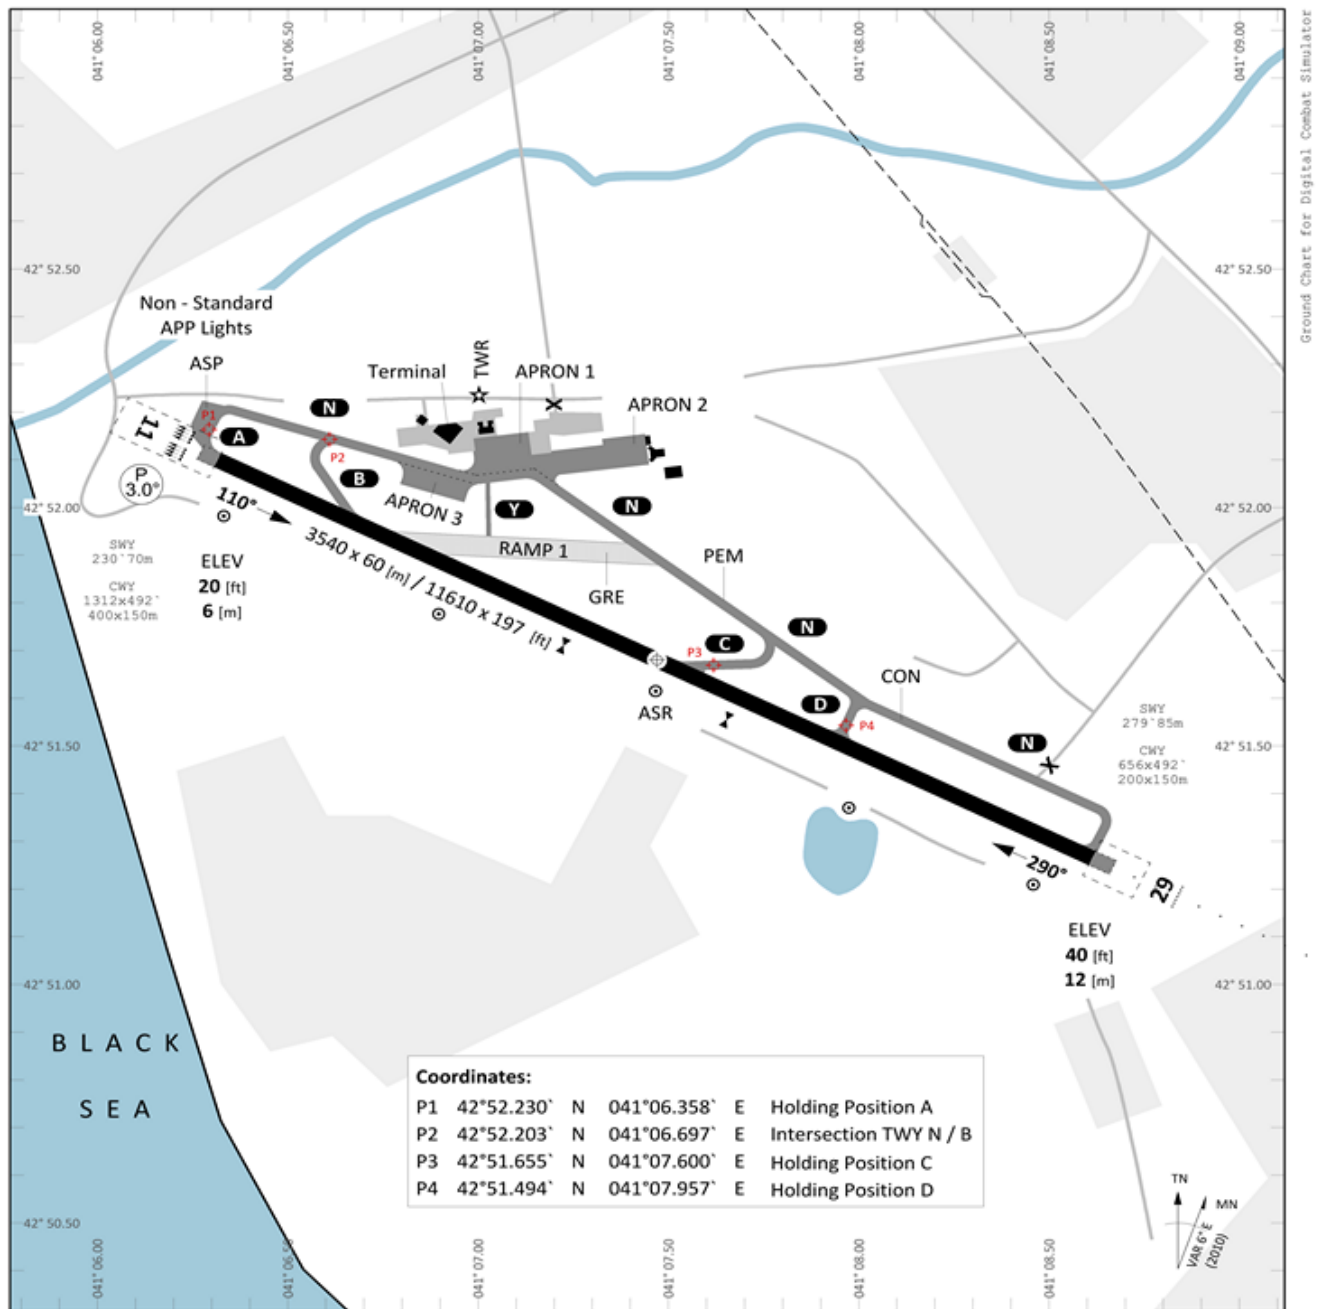 041° 06.00
041° 06.50
041° 07.00
041° 07.50
041° 08.00
041° 08.50
041° 09.00
Ground Chart for Digital Combat Simulator
42° 52.50
42° 52.50
Non - Standard
APP Lights
ASP
Terminal
TWR
APRON 1
APRON 2
P1
N
A
11
P2
B
P
3.0°
APRON 3
Y
N
42° 52.00
42° 52.00
110°
RAMP 1
3540 x 60 [m] / 11610 x 197 [ft]
SWY
230`70m
CWY
1312x492`
400x150m
ELEV
20 [ft]
6 [m]
GRE
PEM
N
P3
C
CON
ASR
D
P4
N
SWY
279`85m
CWY
656x492`
200x150m
42° 51.50
42° 51.50
290°
29
ELEV
40 [ft]
12 [m]
42° 51.00
42° 51.00
BLACK
SEA
Coordinates:
P1 42°52.230` N 041°06.358` E Holding Position A
P2 42°52.203` N 041°06.697` E Intersection TWY N / B
P3 42°51.655` N 041°07.600` E Holding Position C
P4 42°51.494` N 041°07.957` E Holding Position D
TN
MN
VAR 6° E
(2010)
42° 50.50
041° 06.00
041° 06.50
041° 07.00
041° 07.50
041° 08.00
041° 08.50